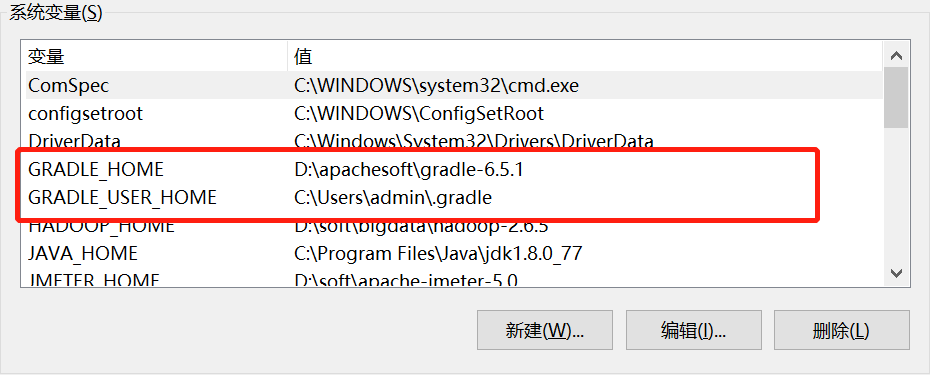 系统变量(S)
变量 值
ComSpec C:\WINDOWS\system32\cmd.exe
configsetroot C:\WINDOWS\ConfigSetRoot
DriverData C:\Windows\System32\Drivers\DriverData
GRADLE_HOME D:\apachesoft\gradle-6.5.1
GRADLE_USER_HOME C:\Users\admin\.gradle
HADOOP_HOME D:\soft\bigdata\hadoop-2.6.5
JAVA_HOME C:\Program Files\Java\jdk1.8.0_77
JMETER_HOME D:\soft\apache-jmeter-5.0
新建(W)... 编辑(I)... 删除(L)